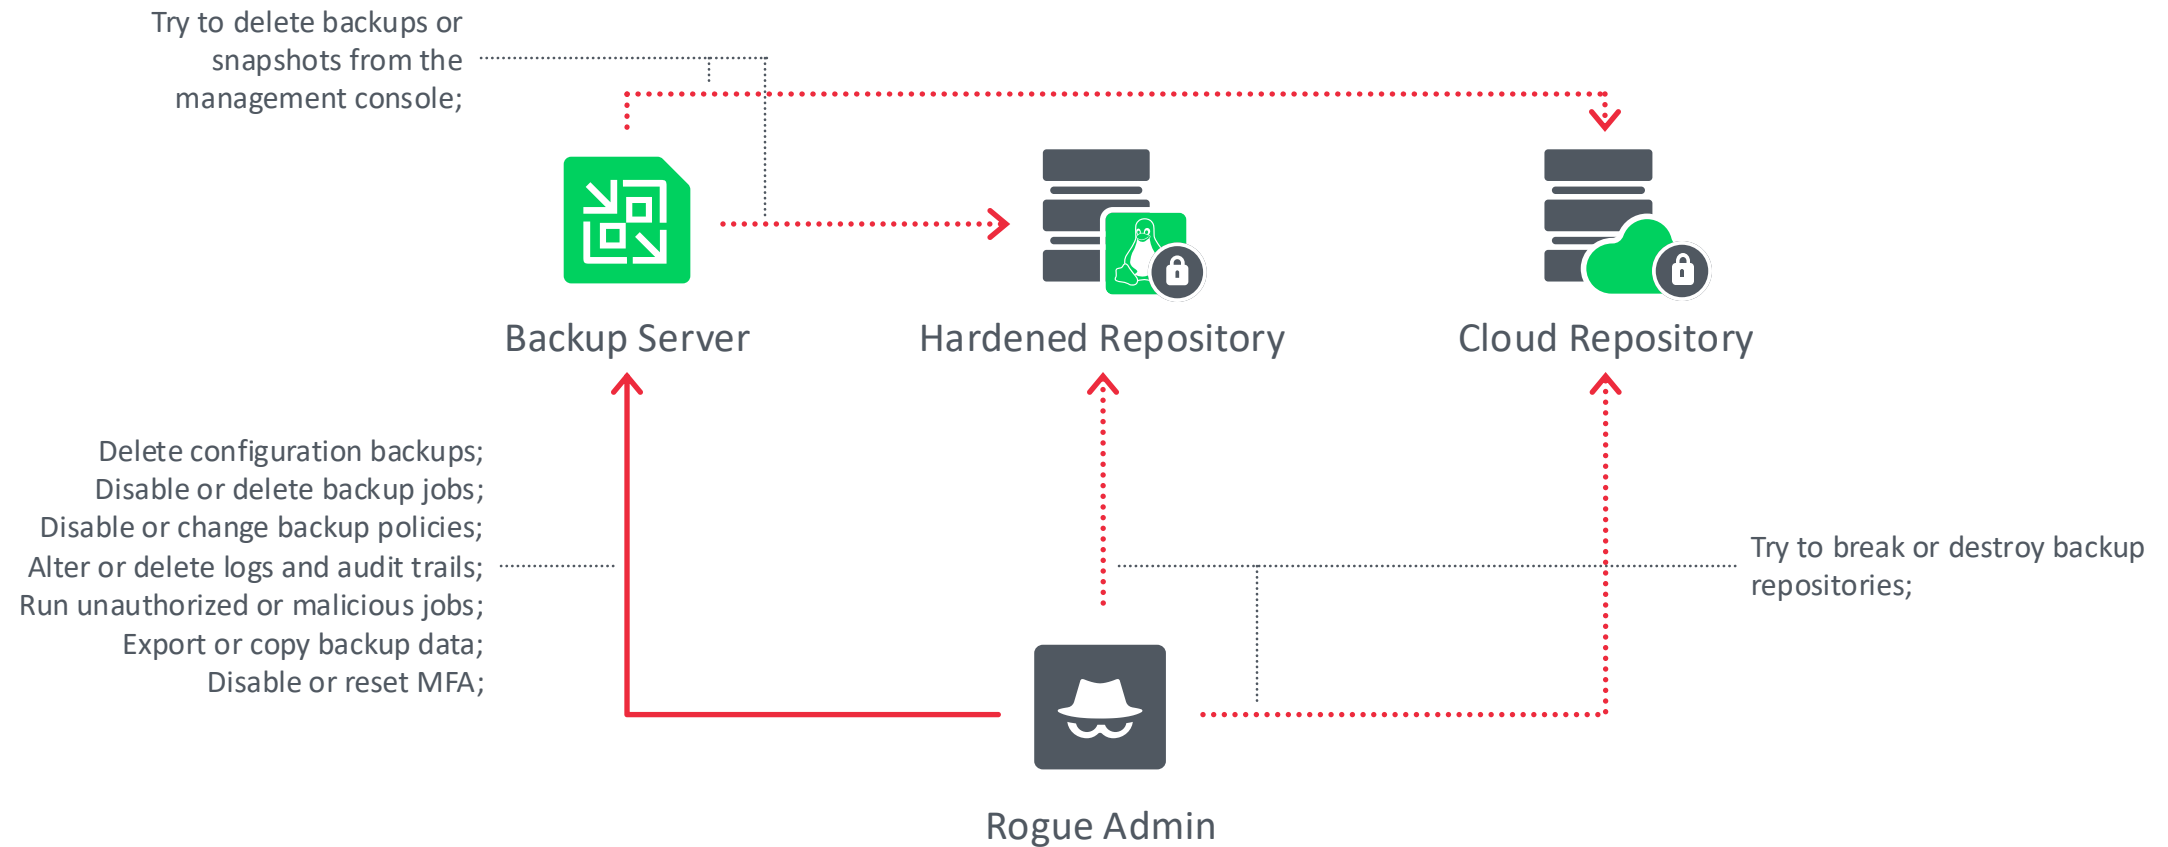 Try to delete backups or
snapshots from the
management console;
Backup Server
Hardened Repository
Cloud Repository
Delete configuration backups;
Disable or delete backup jobs;
Disable or change backup policies;
Alter or delete logs and audit trails;
Run unauthorized or malicious jobs;
Export or copy backup data;
Disable or reset MFA;
Try to break or destroy backup
repositories;
Rogue Admin